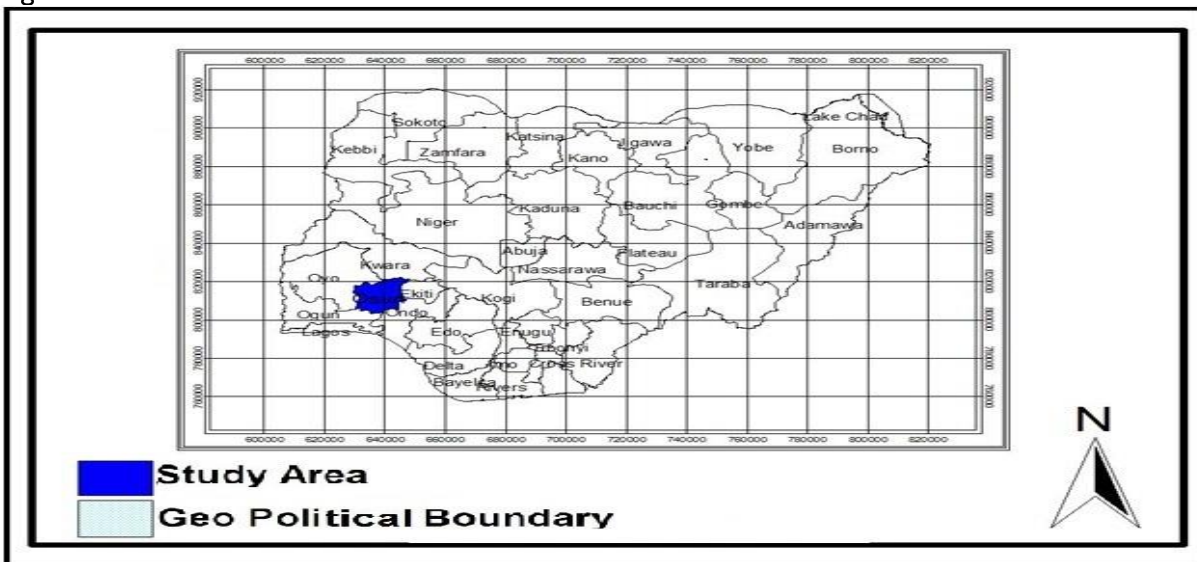 600000 620000 640000 660000 680000 700000 720000 740000 760000 780000 800000 820000
Lake Chad
Sokoto
Katsina
Jigawa
Kebbi
Zamfara
Kano
Yobe
Borno
Kaduna
Bauchi
Gombe
Niger
Adamawa
Abuja
Plateau
Kwara
Nassarawa
Oyo
Taraba
Ekiti
Kogi
Benue
Ogun
Ondo
Lagos
Edo
Enugu
Ebonyi
Delta
Imo
Cross River
Bayelsa
Rivers
600000 620000 640000 660000 680000 700000 720000 740000 760000 780000 800000 820000
N
Study Area
Geo Political Boundary